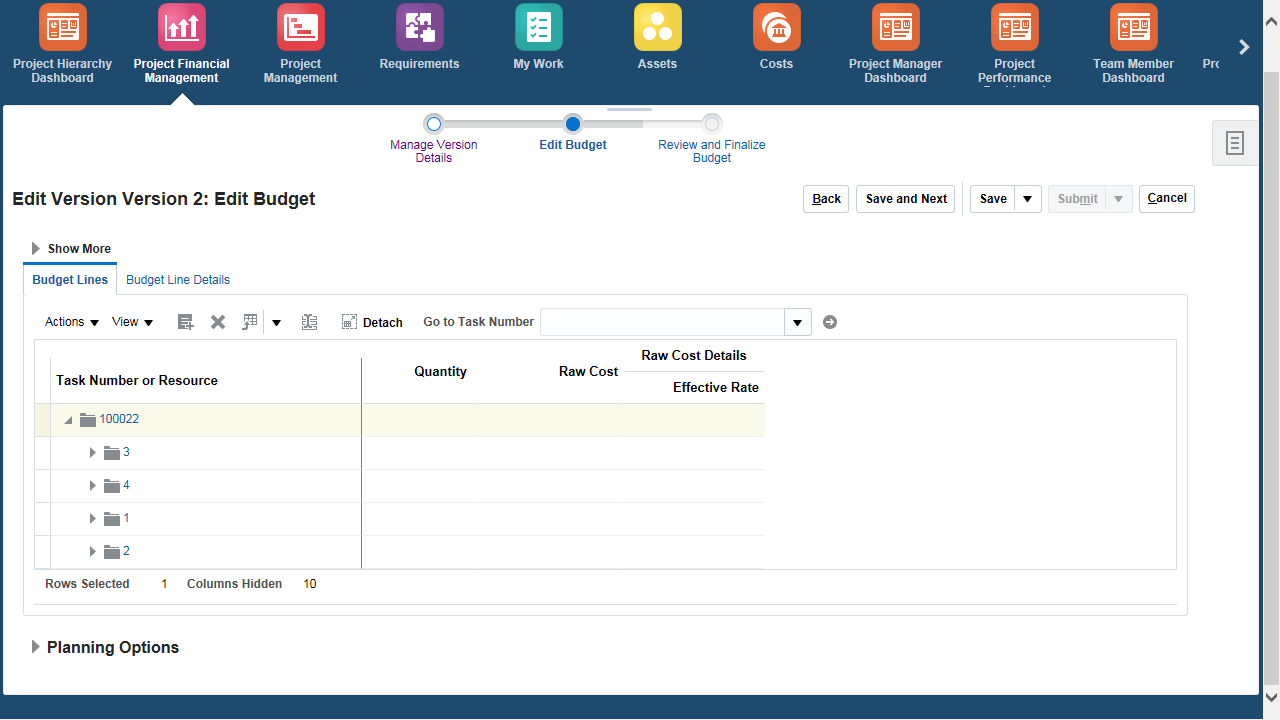 Project Hierarchy Dashboard
Project Financial Management
Project Management
Requirements
My Work
Assets
Costs
Project Manager Dashboard
Project Performance
Team Member Dashboard
Manage Version Details
Edit Budget
Review and Finalize Budget
Edit Version Version 2: Edit Budget
Back
Save and Next
Save
Submit
Cancel
Show More
Budget Lines
Budget Line Details
Actions
View
Detach
Go to Task Number
Task Number or Resource
Quantity
Raw Cost
Raw Cost Details
Effective Rate
100022
3
4
1
2
Rows Selected 1 Columns Hidden 10
Planning Options